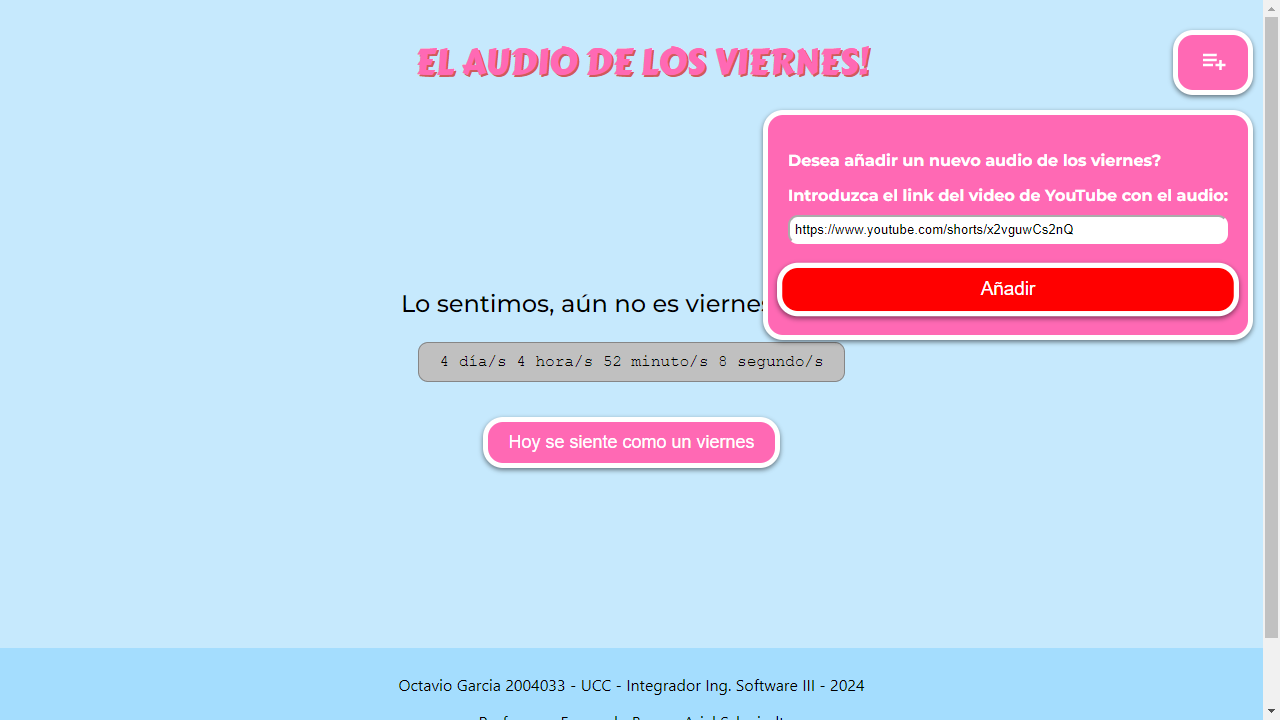 EL AUDIO DE LOS VIERNES!
Desea añadir un nuevo audio de los viernes?
Introduzca el link del video de YouTube con el audio:
https://www.youtube.com/shorts/x2vguwCs2nQ
Añadir
Lo sentimos, aún no es viernes
4 día/s 4 hora/s 52 minuto/s 8 segundo/s
Hoy se siente como un viernes
Octavio Garcia 2004033 - UCC - Integrador Ing. Software III - 2024